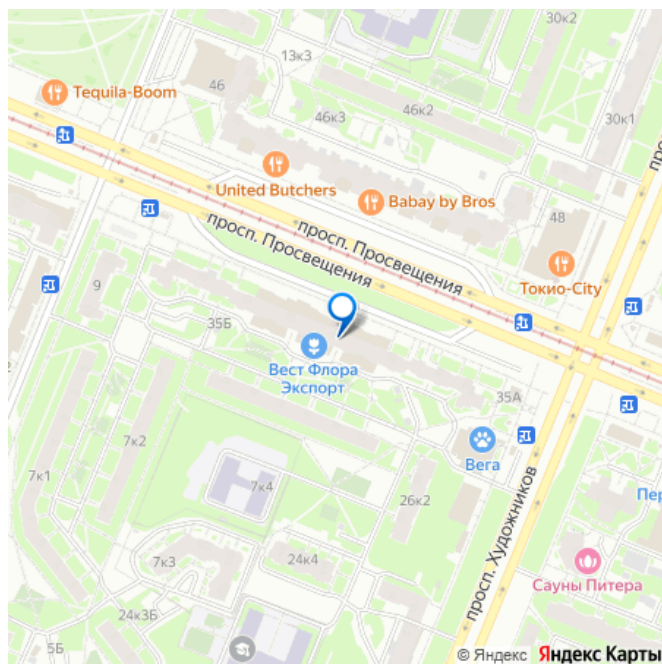 30к2
13к3
Tequila-Boom
46
46к2
46к3
30к1
United Butchers
Babay by Bros
просп. Просвещения
просп. Просвещения
48
Токио-City
9
35Б
Вест Флора
Экспорт
35А
Вега
7к2
7к1
7к4
26к2
Пер
просп. Художников
7к3
24к4
Сауны Питера
24к3Б
5Б
© Яндекс Яндекс Карты